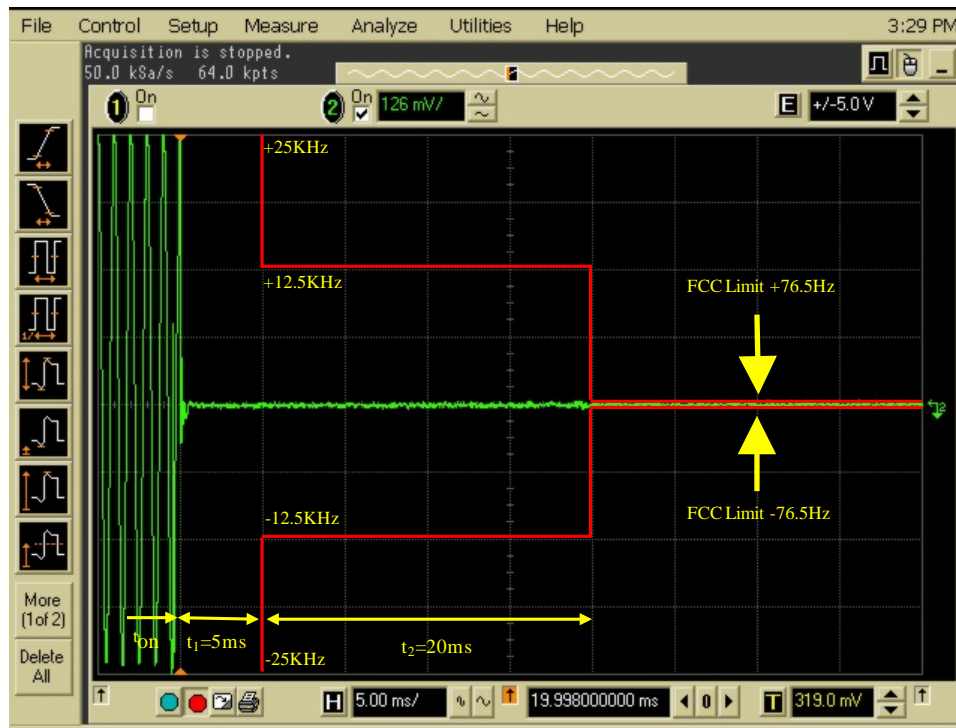 File Control Setup Measure Analyze Utilities Help 3:29 PM
Acquisition is stopped.
50.0 kSa/s 64.0 kpts
1 On 2 On 126 mV/ E +/-5.0 V
+25KHz
+12.5KHz
FCC Limit +76.5Hz
2
-12.5KHz
FCC Limit -76.5Hz
More
(1 of 2)
ton t1=5ms t2=20ms
-25KHz
Delete
All
H 5.00 ms/ 19.998000000 ms 0 T 319.0 mV